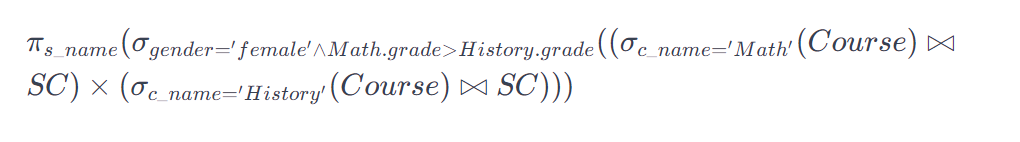 π_{s_name}(σ_{gender='female'∧Math.grade>History.grade}((σ_{c_name='Math'}(Course) ⋈
SC) × (σ_{c_name='History'}(Course) ⋈ SC)))